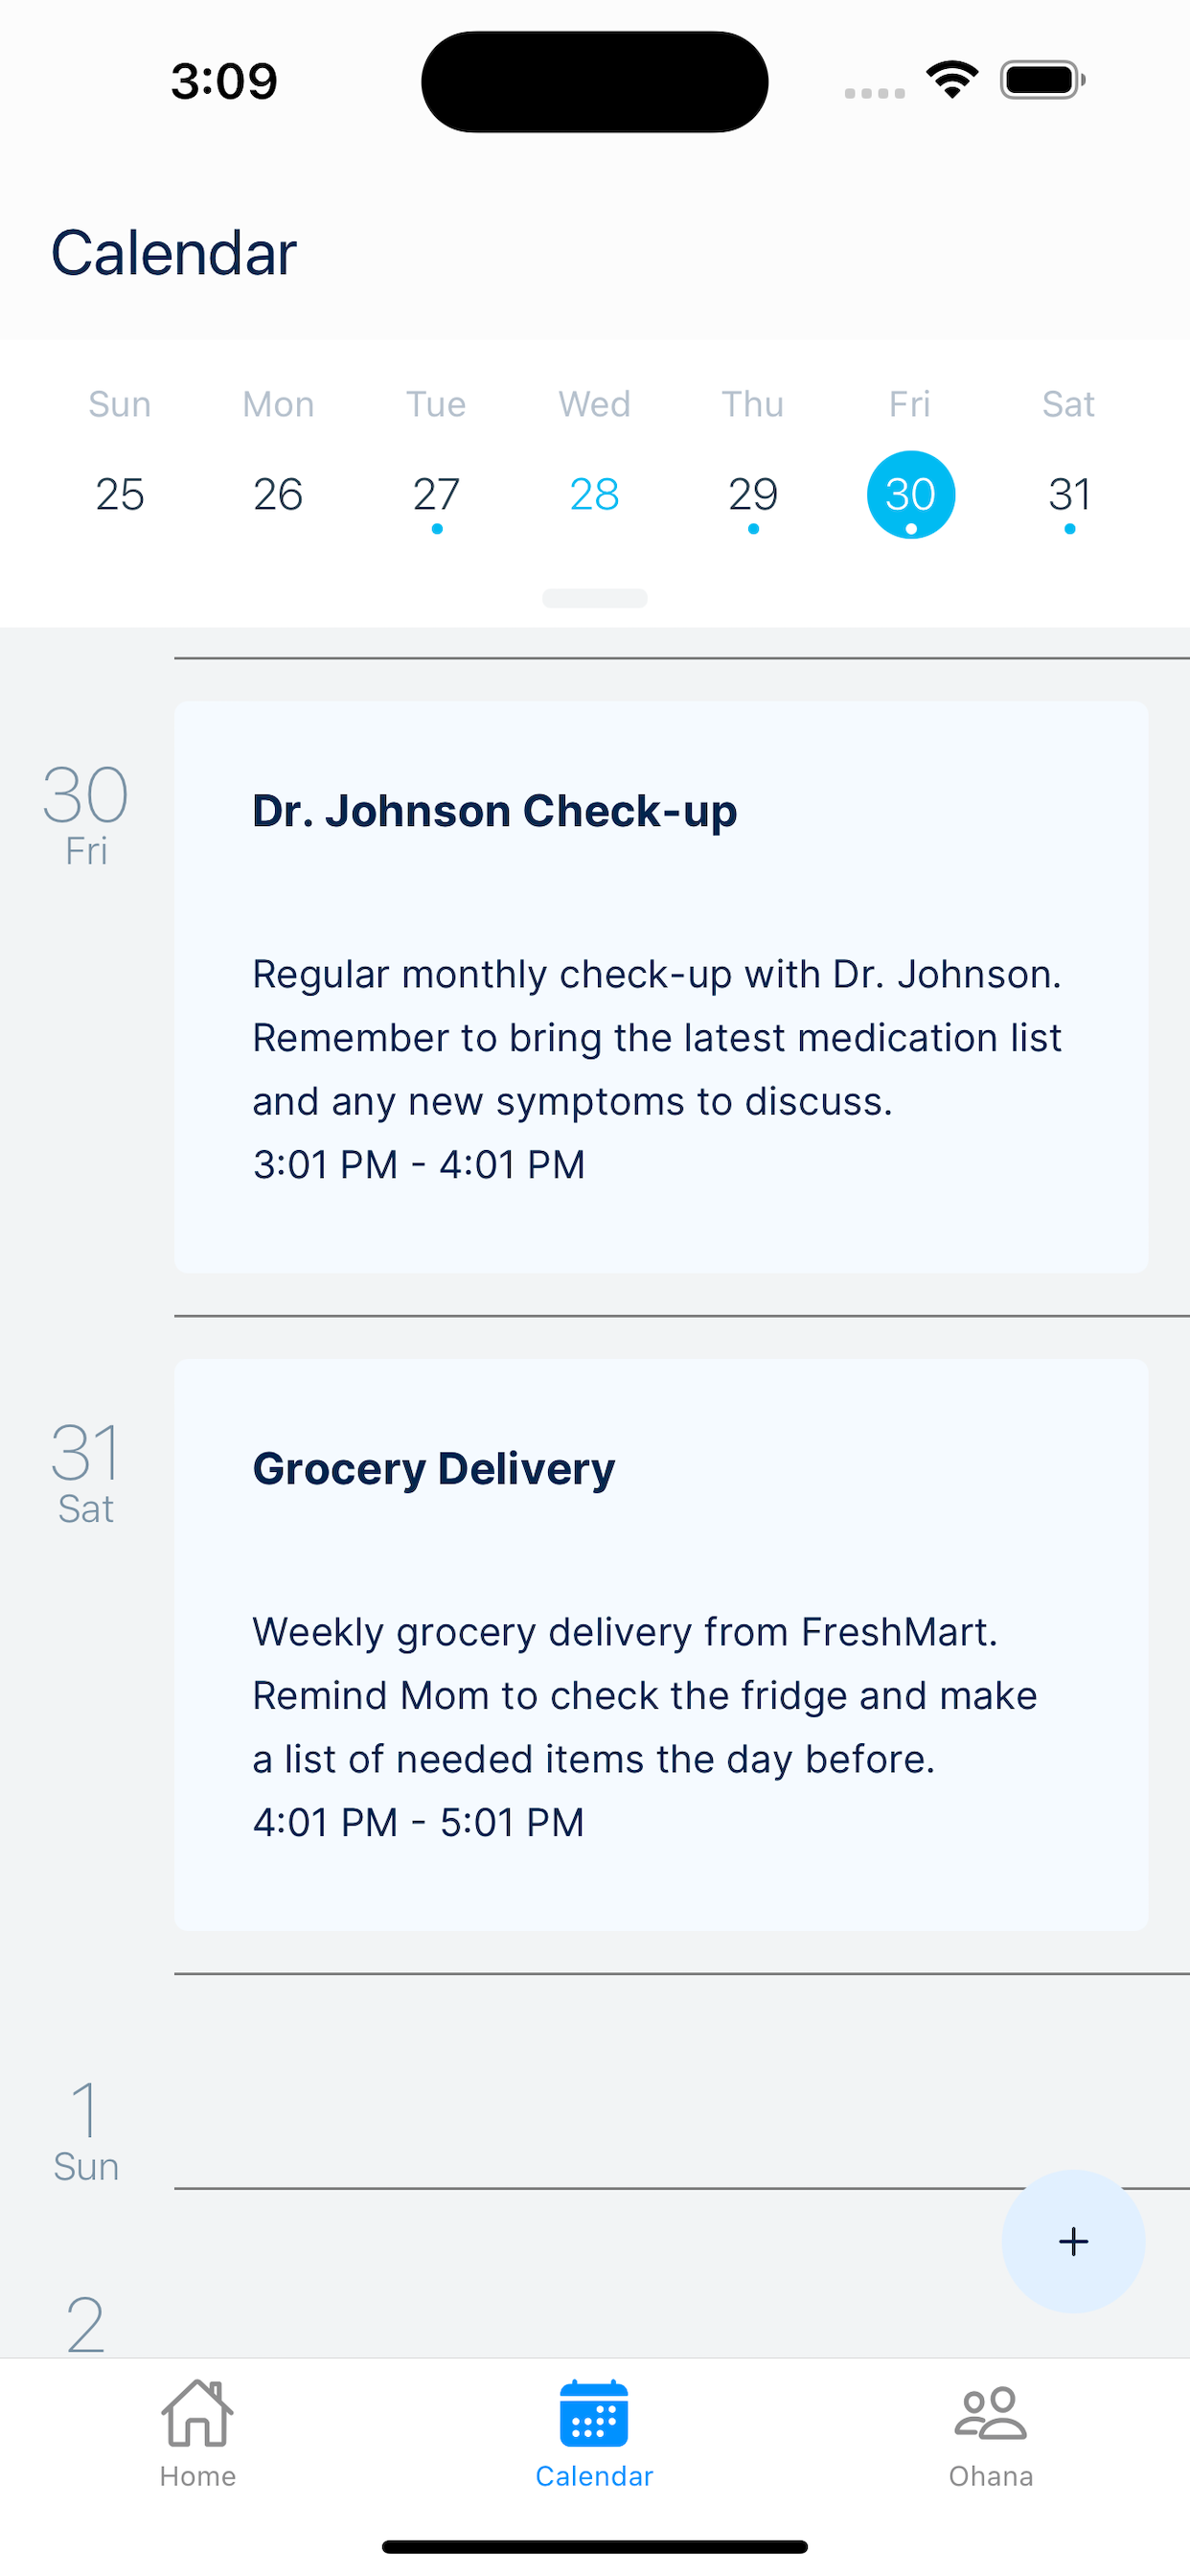 3:09
Calendar
Sun Mon Tue Wed Thu Fri Sat
25 26 27 28 29 30 31
30
Fri
Dr. Johnson Check-up
Regular monthly check-up with Dr. Johnson.
Remember to bring the latest medication list
and any new symptoms to discuss.
3:01 PM - 4:01 PM
31
Sat
Grocery Delivery
Weekly grocery delivery from FreshMart.
Remind Mom to check the fridge and make
a list of needed items the day before.
4:01 PM - 5:01 PM
1
Sun
+
2
Home Calendar Ohana